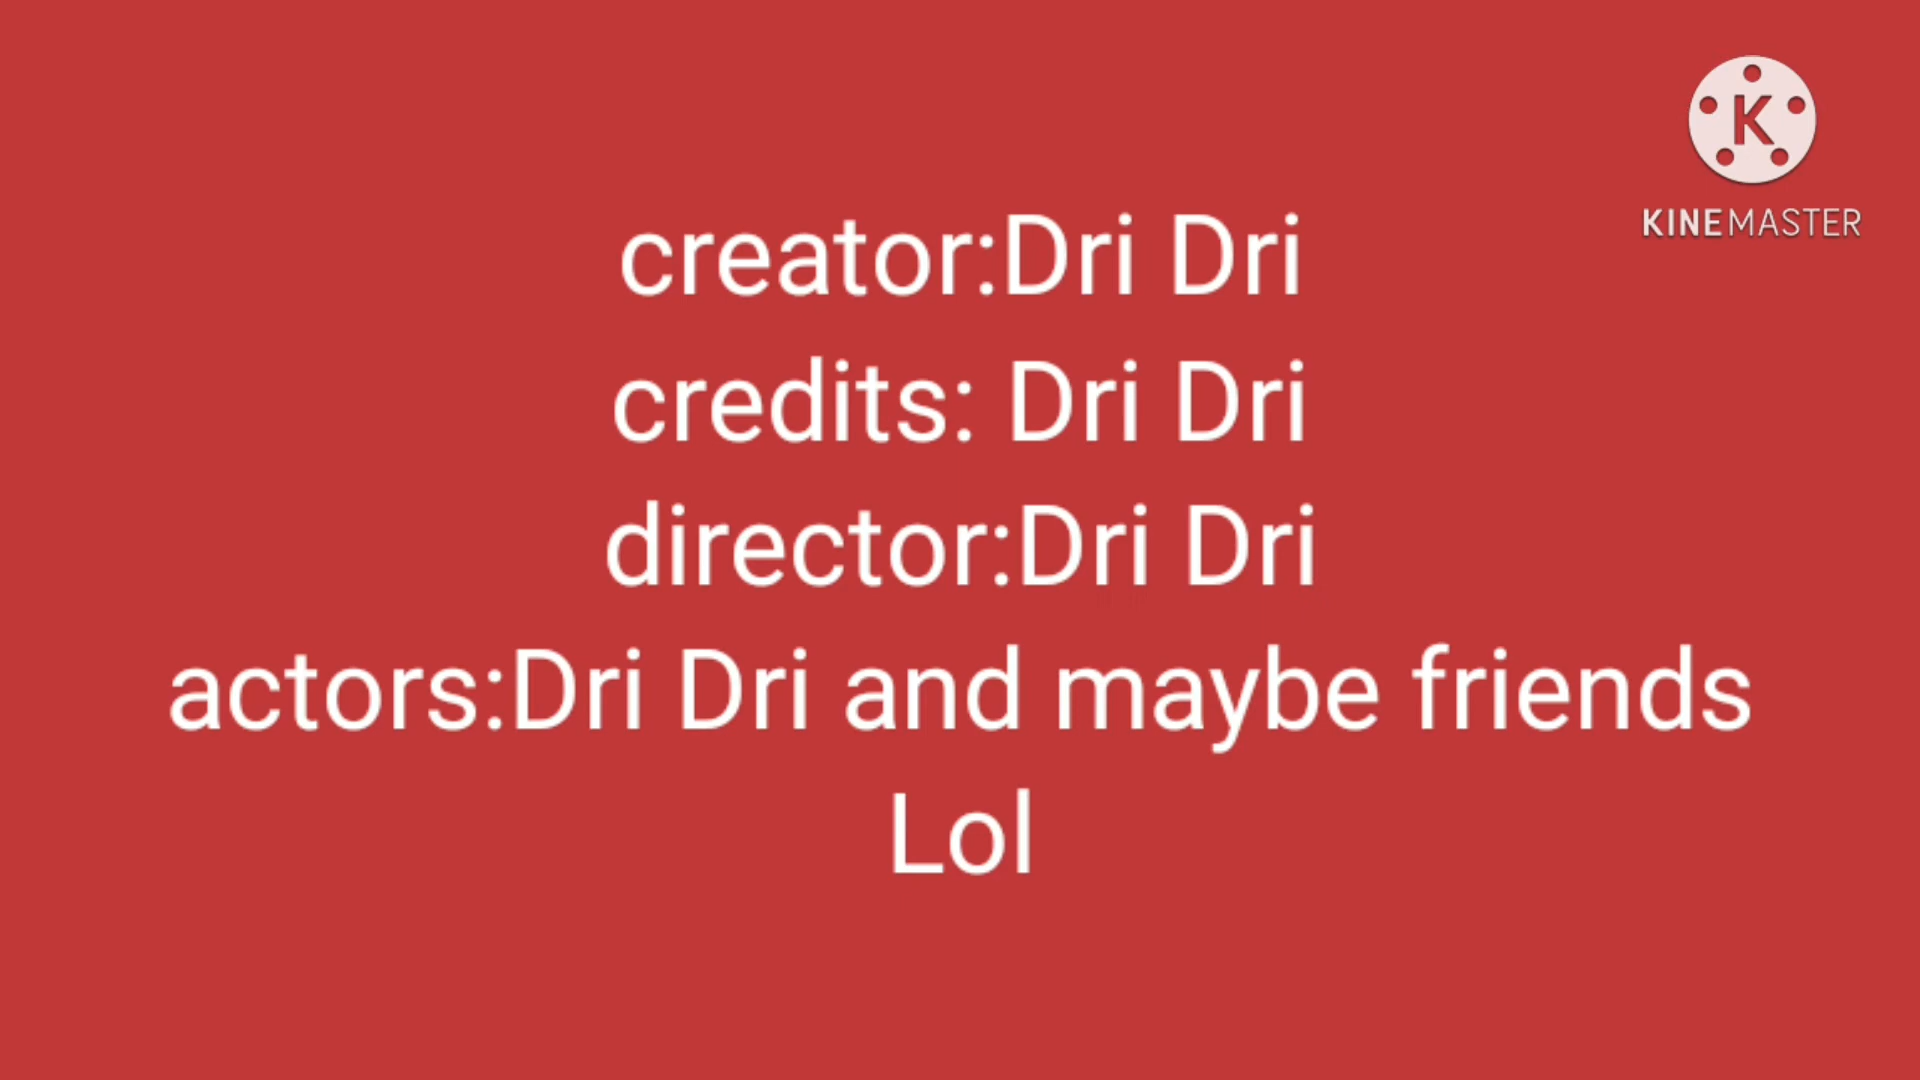 K
KINEMASTER
creator:Dri Dri
credits: Dri Dri
director:Dri Dri
actors:Dri Dri and maybe friends
Lol